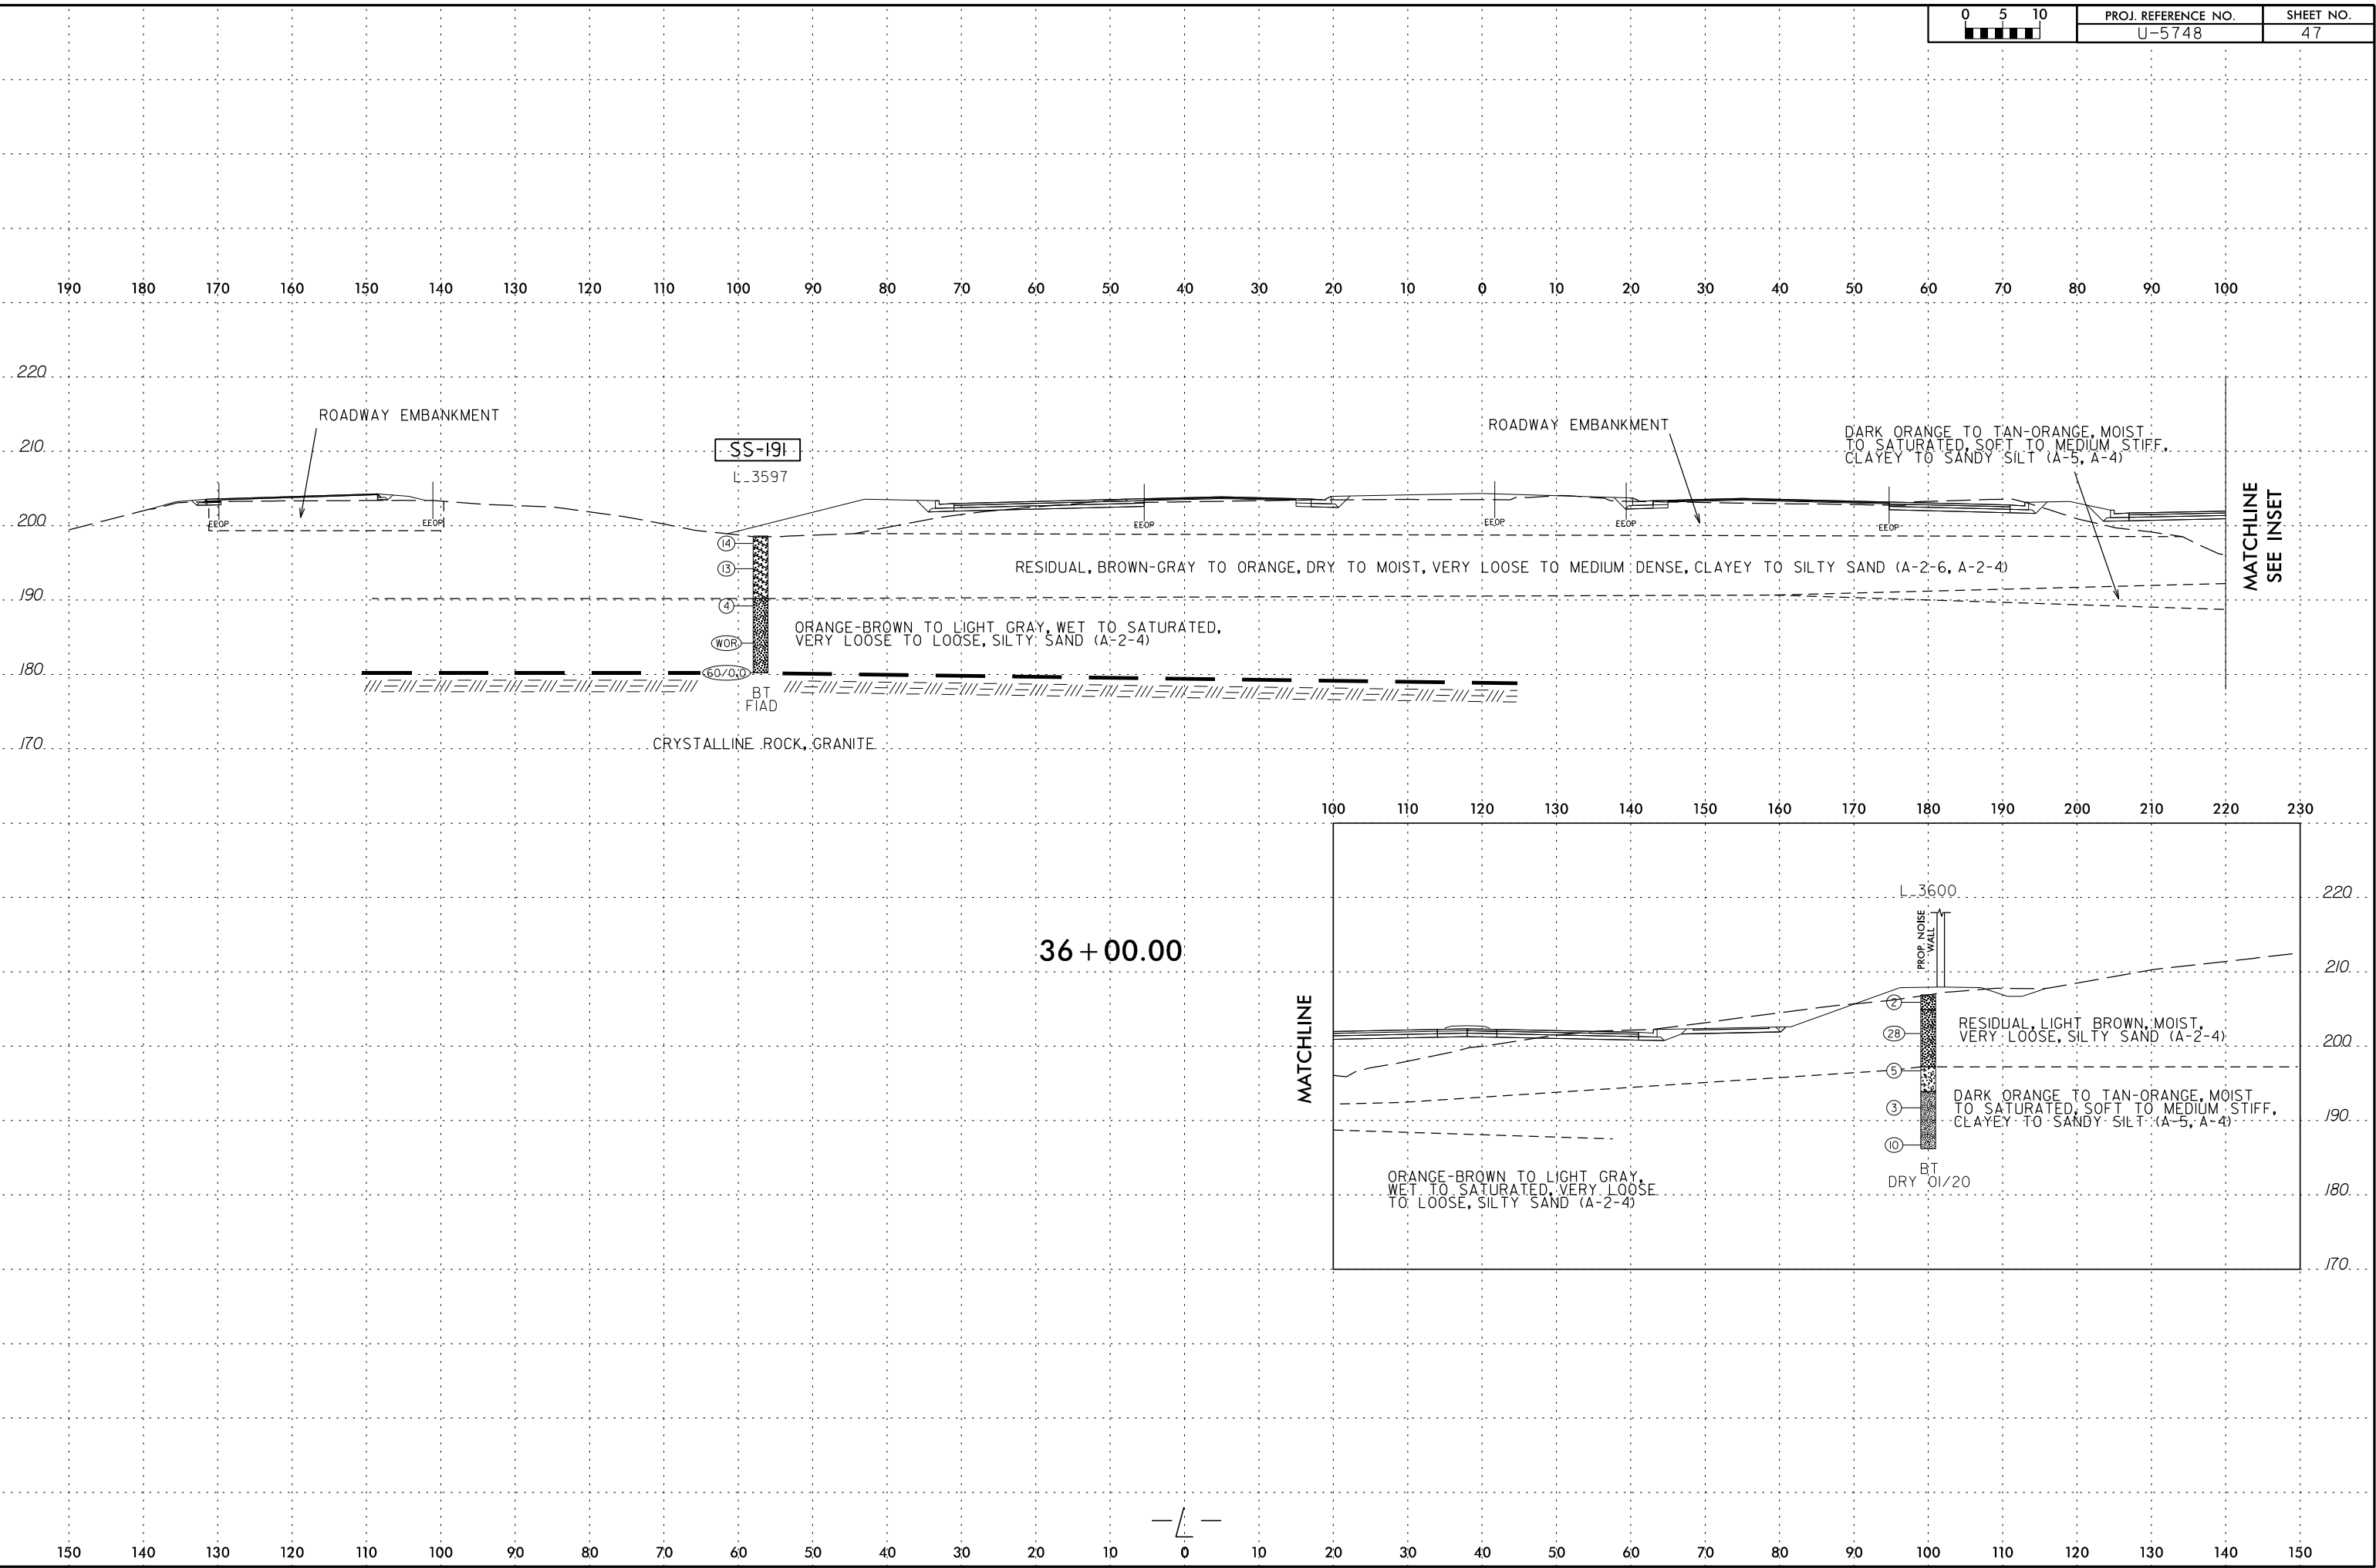 0 5 10
PROJ. REFERENCE NO.
SHEET NO.
U-5748
47
190 180 170 160 150 140 130 120 110 100 90 80 70 60 50 40 30 20 10 0 10 20 30 40 50 60 70 80 90 100
220
ROADWAY EMBANKMENT
ROADWAY EMBANKMENT
DARK ORANGE TO TAN-ORANGE, MOIST
TO SATURATED, SOFT TO MEDIUM STIFF,
CLAYEY TO SANDY SILT (A-5, A-4)
210
SS-191
L_3597
200
EEOP
EEOP
EEOP
EEOP
EEOP
EEOP
MATCHLINE
SEE INSET
14
13
RESIDUAL, BROWN-GRAY TO ORANGE, DRY TO MOIST, VERY LOOSE TO MEDIUM DENSE, CLAYEY TO SILTY SAND (A-2-6, A-2-4)
190
4
ORANGE-BROWN TO LIGHT GRAY, WET TO SATURATED,
VERY LOOSE TO LOOSE, SILTY SAND (A-2-4)
WOR
180
60/0.0
BT
FIAD
170
CRYSTALLINE ROCK, GRANITE
100 110 120 130 140 150 160 170 180 190 200 210 220 230
L_3600
220
PROP. NOISE
WALL
36+00.00
210
MATCHLINE
2
RESIDUAL, LIGHT BROWN, MOIST,
VERY LOOSE, SILTY SAND (A-2-4)
28
200
5
DARK ORANGE TO TAN-ORANGE, MOIST
TO SATURATED, SOFT TO MEDIUM STIFF,
CLAYEY TO SANDY SILT (A-5, A-4)
3
190
10
BT
DRY 01/20
ORANGE-BROWN TO LIGHT GRAY,
WET TO SATURATED, VERY LOOSE
TO LOOSE, SILTY SAND (A-2-4)
180
170
-L-
150 140 130 120 110 100 90 80 70 60 50 40 30 20 10 0 10 20 30 40 50 60 70 80 90 100 110 120 130 140 150